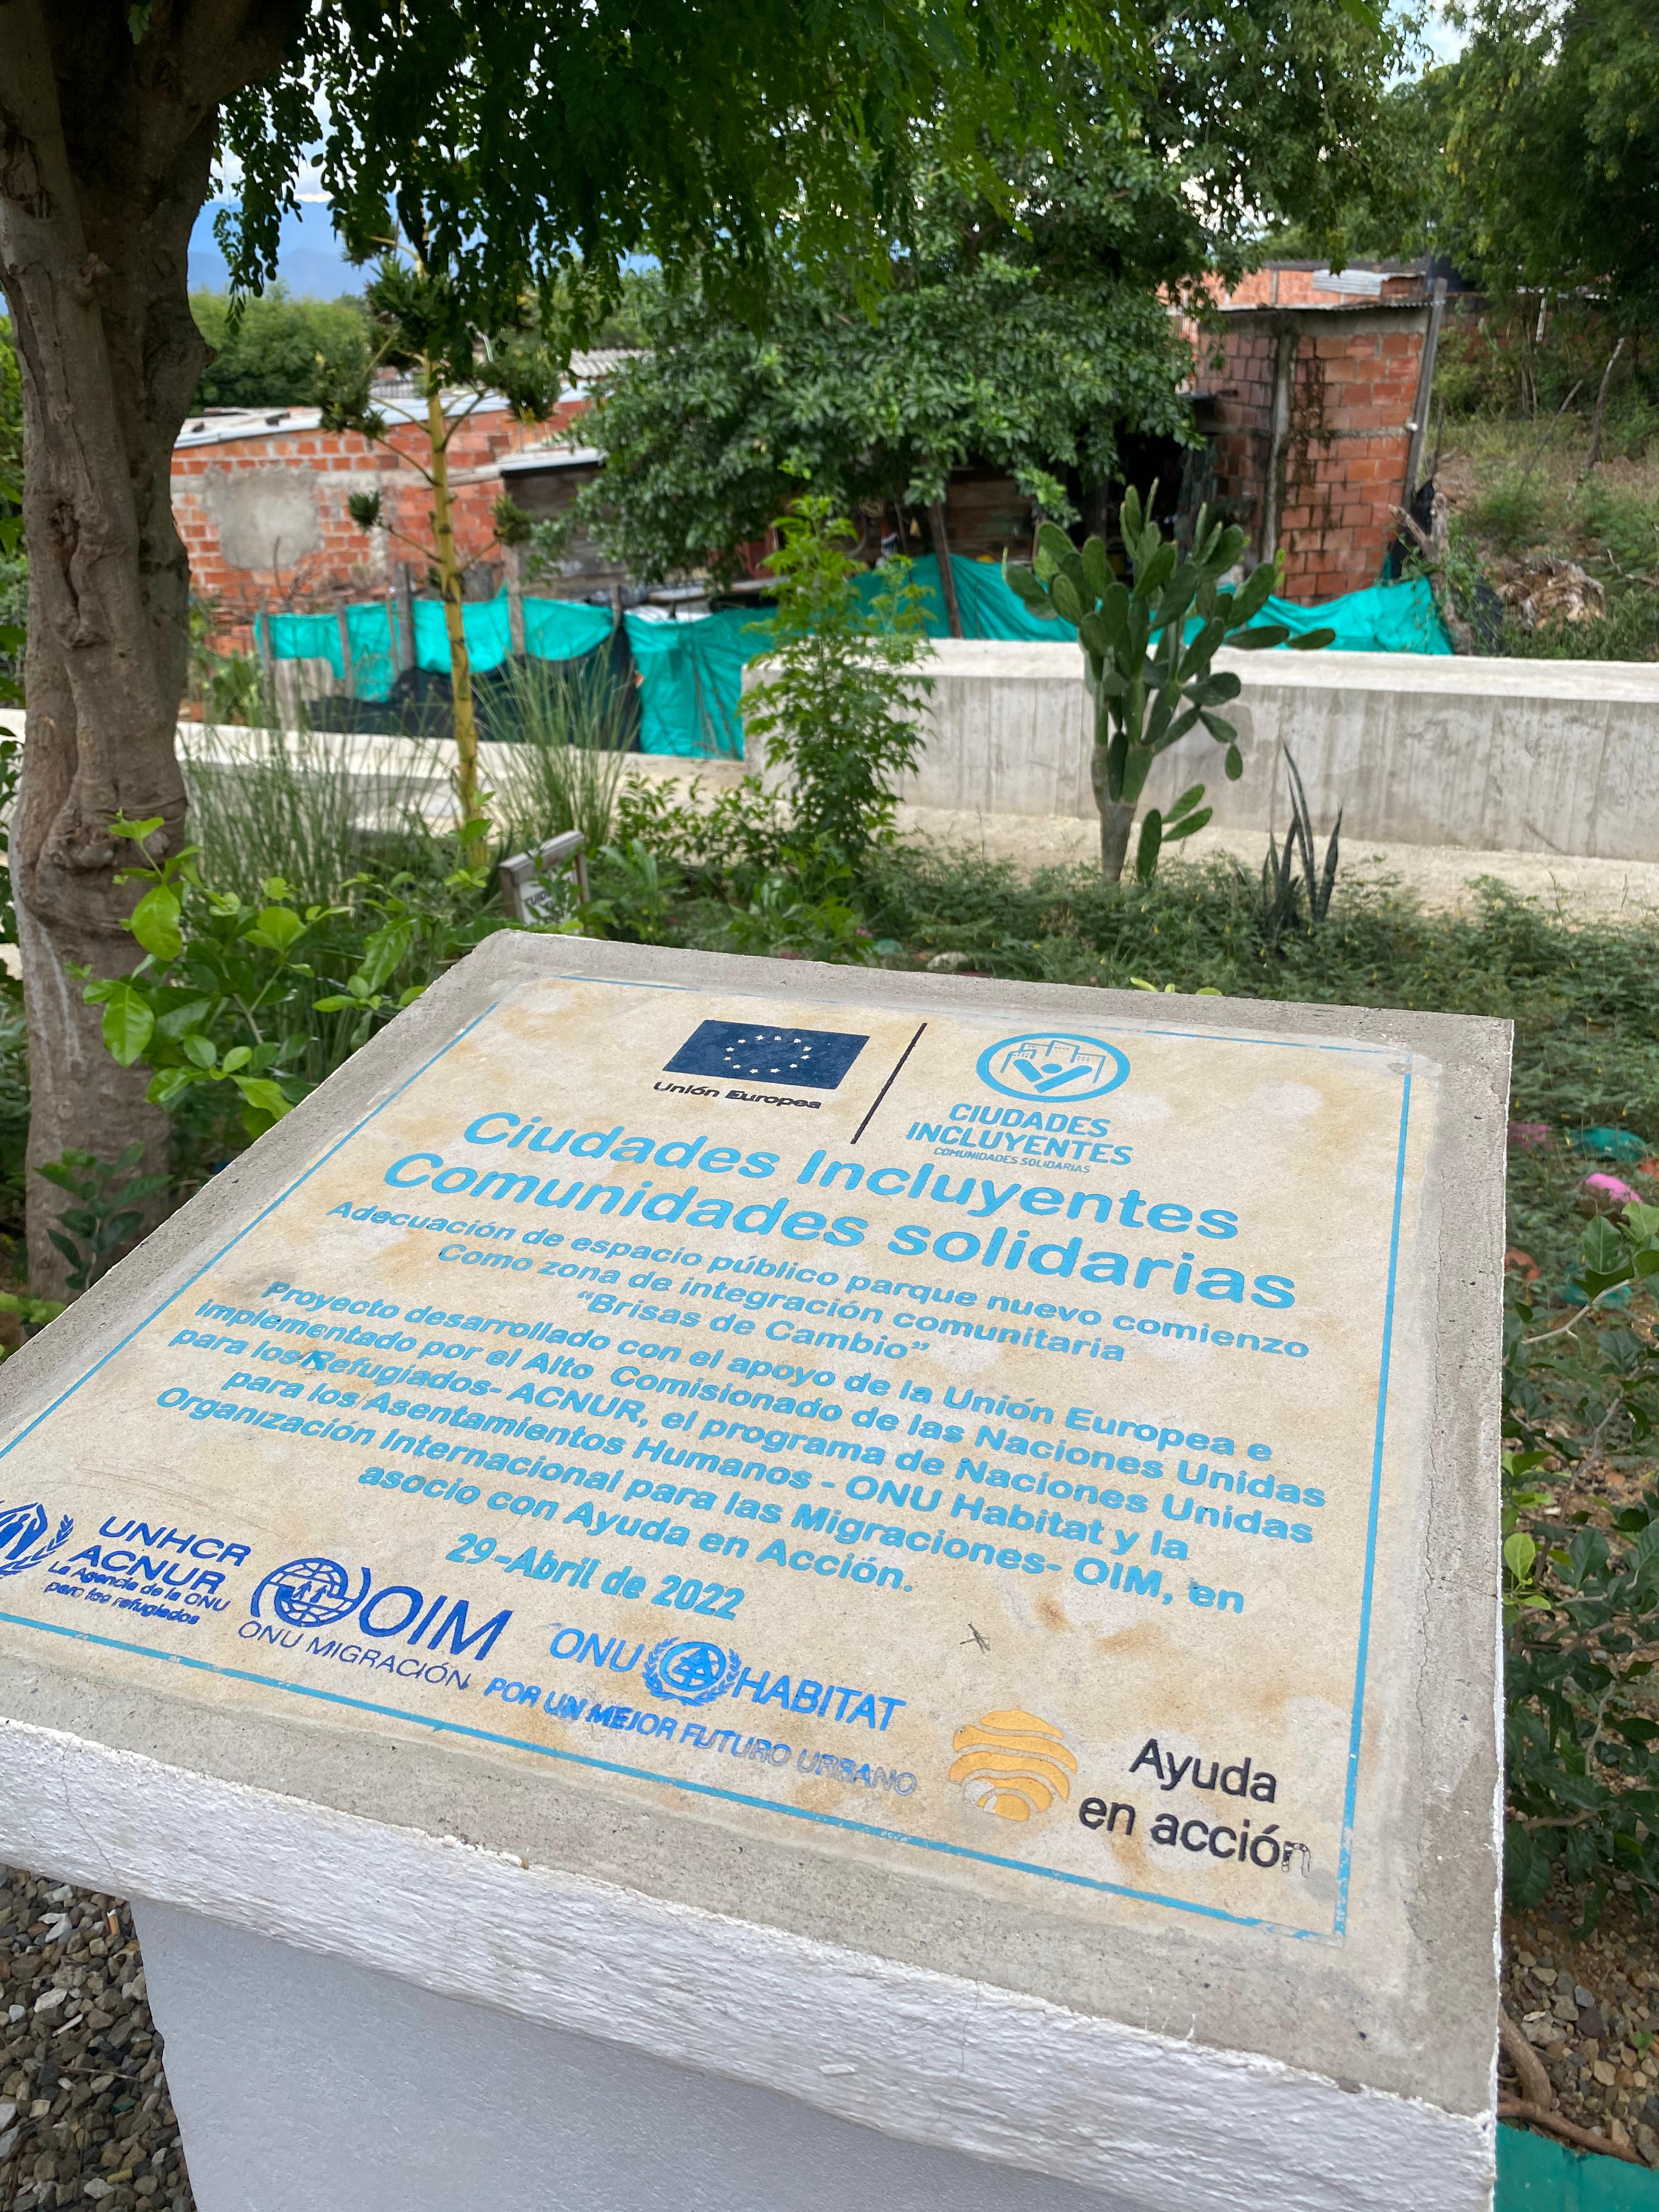 Unión Europea
CIUDADES
INCLUYENTES
COMUNIDADES SOLIDARIAS
Ciudades Incluyentes
Comunidades solidarias
Adecuación de espacio público parque nuevo comienzo
Como zona de integración comunitaria
“Brisas de Cambio”
Proyecto desarrollado con el apoyo de la Unión Europea e
implementado por el Alto Comisionado de las Naciones Unidas
para los Refugiados- ACNUR, el programa de Naciones Unidas
para los Asentamientos Humanos - ONU Habitat y la
Organización Internacional para las Migraciones- OIM, en
asocio con Ayuda en Acción.
29-Abril de 2022
UNHCR
ACNUR
La Agencia de la ONU
para los refugiados
OIM
ONU MIGRACIÓN
ONU HABITAT
POR UN MEJOR FUTURO URBANO
Ayuda
en acción